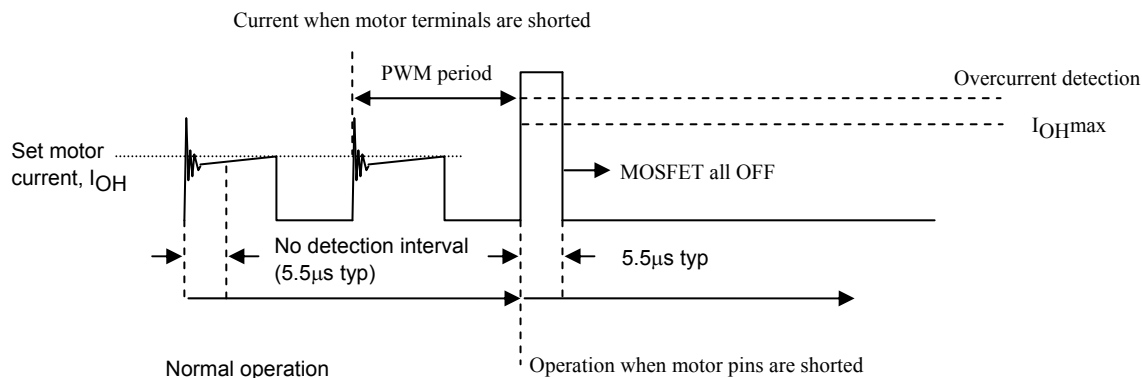 Current when motor terminals are shorted
PWM period
Overcurrent detection
IOHmax
Set motor
current, IOH
MOSFET all OFF
No detection interval
(5.5μs typ)
5.5μs typ
Normal operation
Operation when motor pins are shorted